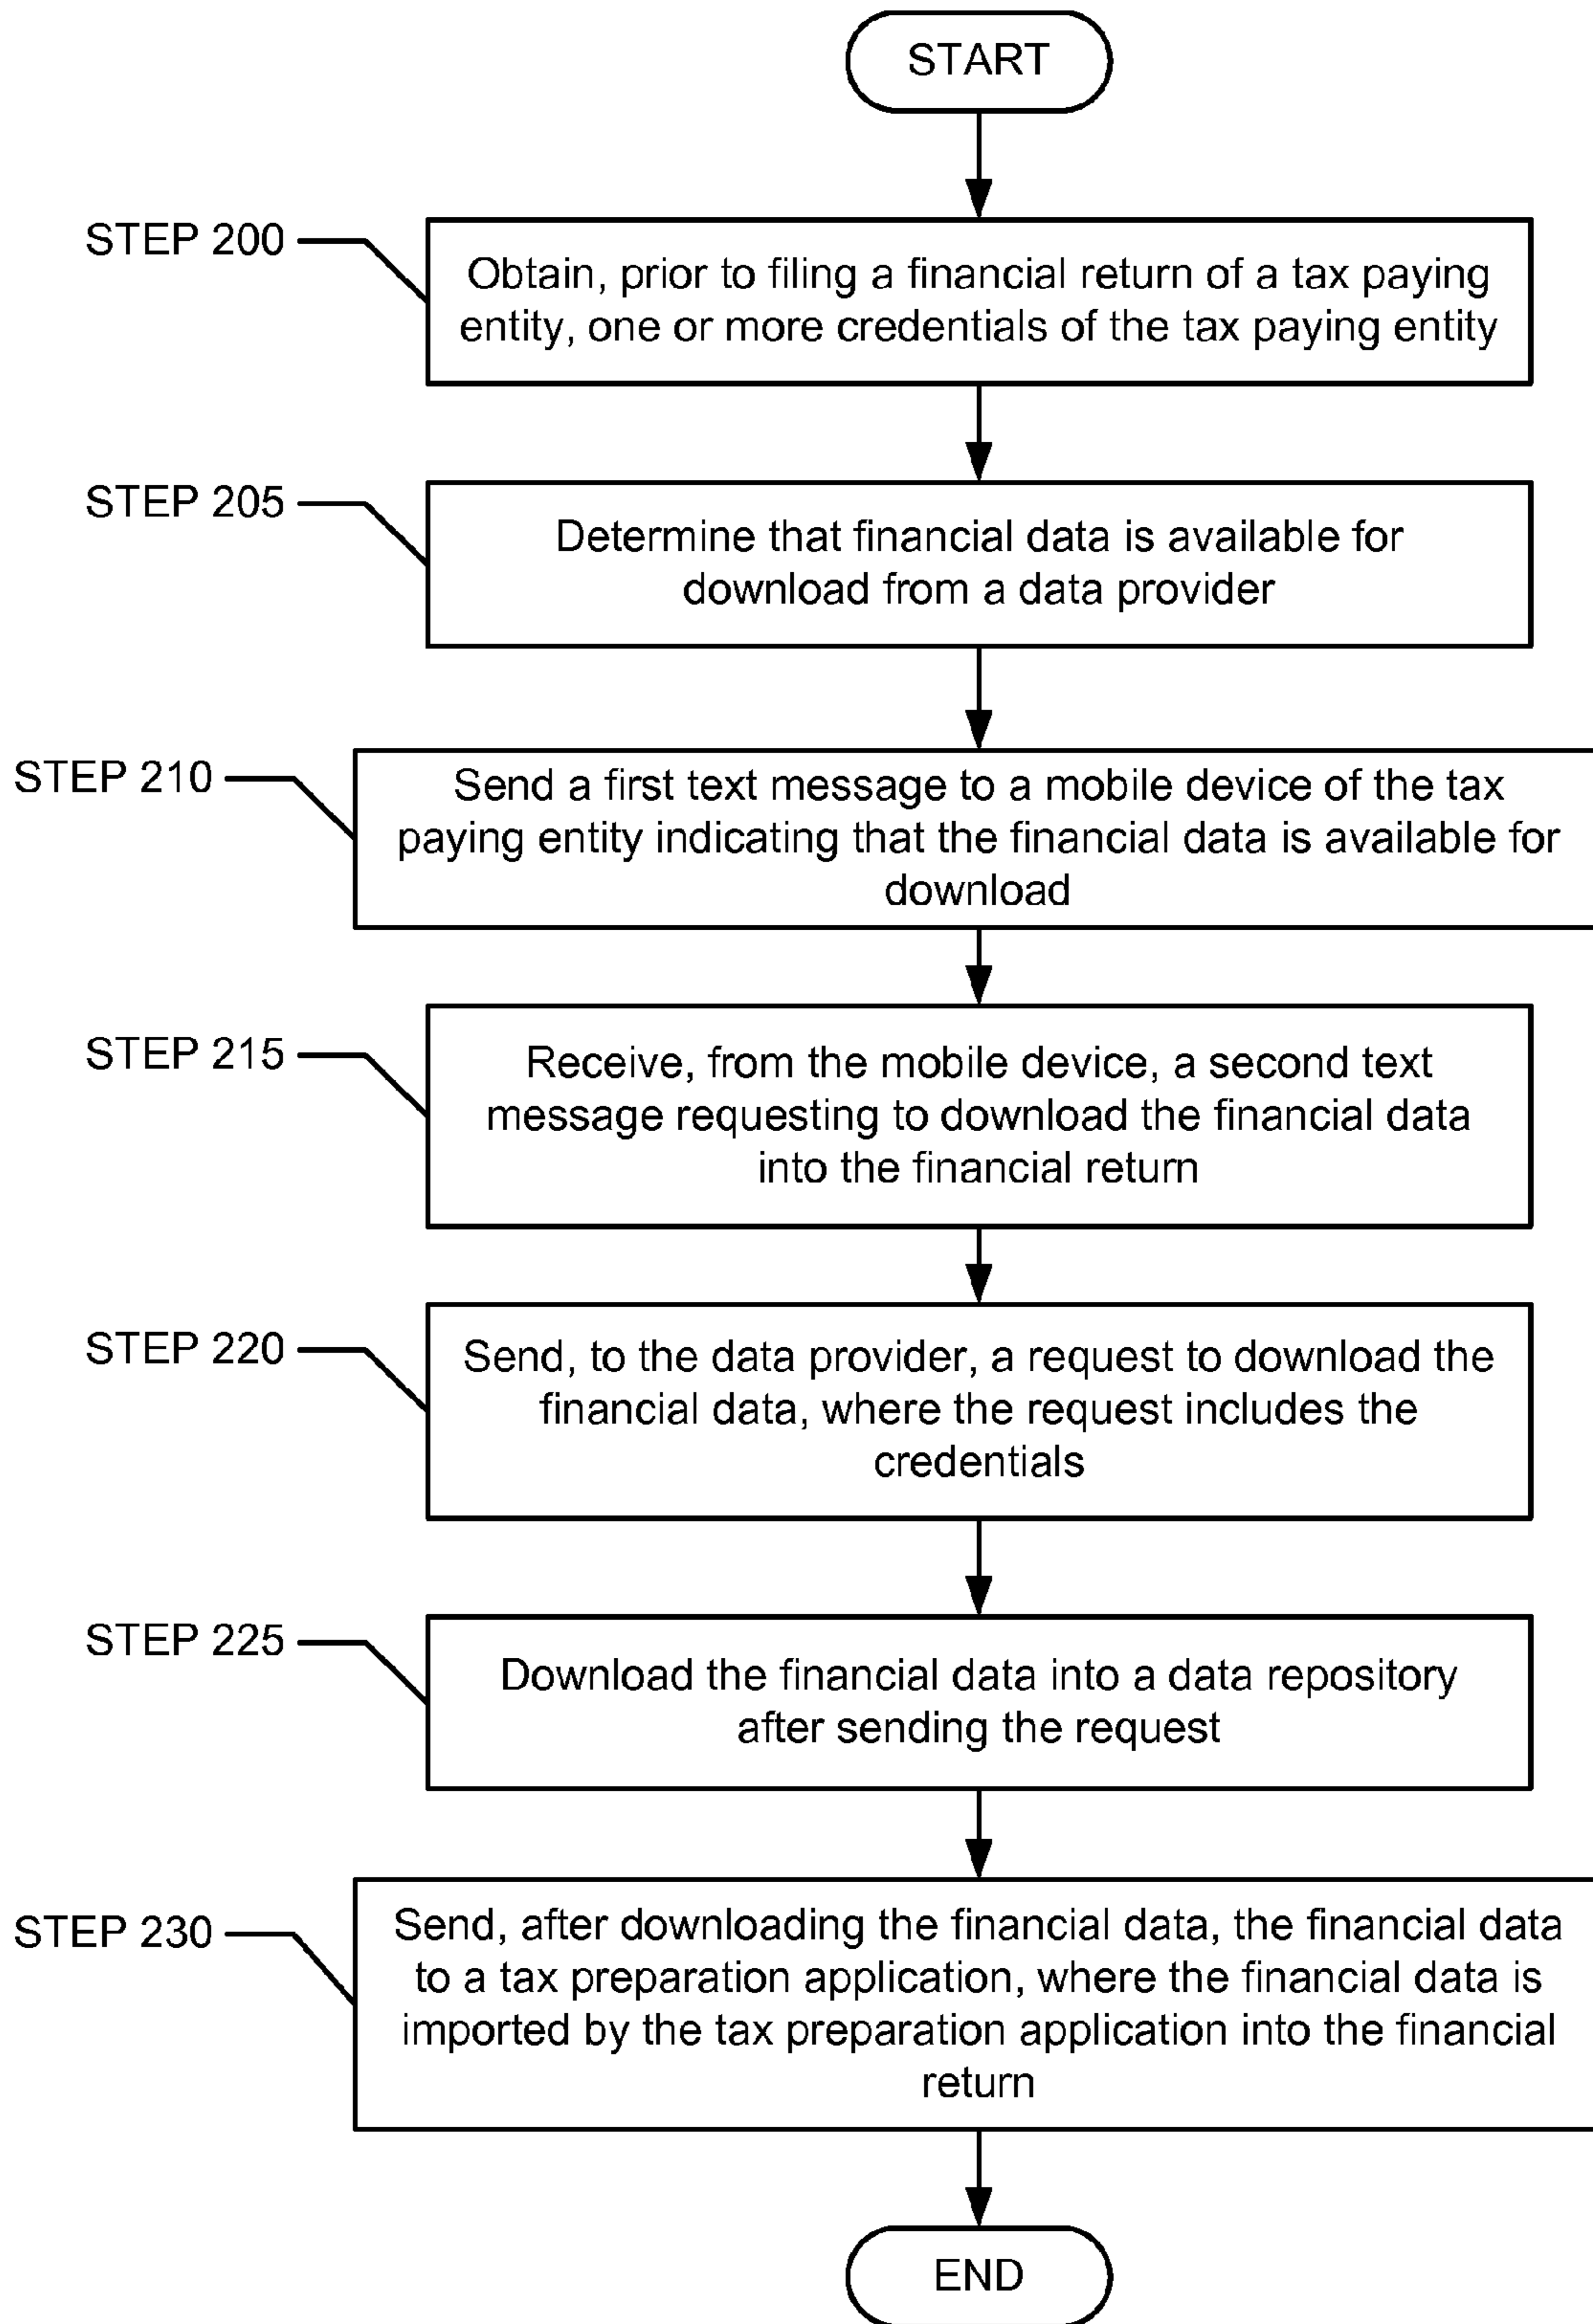 START
STEP 200
Obtain, prior to filing a financial return of a tax paying
entity, one or more credentials of the tax paying entity
STEP 205
Determine that financial data is available for
download from a data provider
STEP 210
Send a first text message to a mobile device of the tax
paying entity indicating that the financial data is available for
download
STEP 215
Receive, from the mobile device, a second text
message requesting to download the financial data
into the financial return
STEP 220
Send, to the data provider, a request to download the
financial data, where the request includes the
credentials
STEP 225
Download the financial data into a data repository
after sending the request
STEP 230
Send, after downloading the financial data, the financial data
to a tax preparation application, where the financial data is
imported by the tax preparation application into the financial
return
END